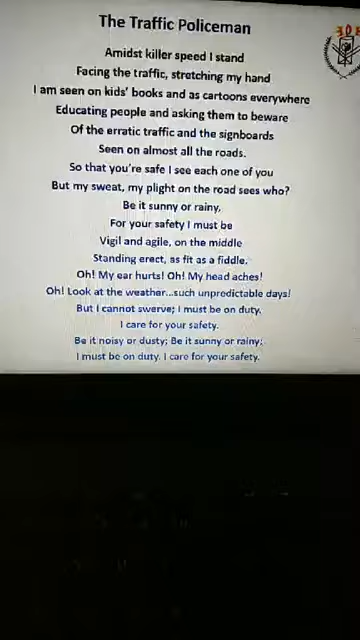 The Traffic Policeman
Amidst killer speed I stand
Facing the traffic, stretching my hand
I am seen on kids' books and as cartoons everywhere
Educating people and asking them to beware
Of the erratic traffic and the signboards
Seen on almost all the roads.
So that you're safe I see each one of you
But my sweat, my plight on the road sees who?
Be it sunny or rainy,
For your safety I must be
Vigil and agile, on the middle
Standing erect, as fit as a fiddle.
Oh! My ear hurts! Oh! My head aches!
Oh! Look at the weather...such unpredictable days!
But I cannot swerve; I must be on duty.
I care for your safety.
Be it noisy or dusty; Be it sunny or rainy;
I must be on duty. I care for your safety.